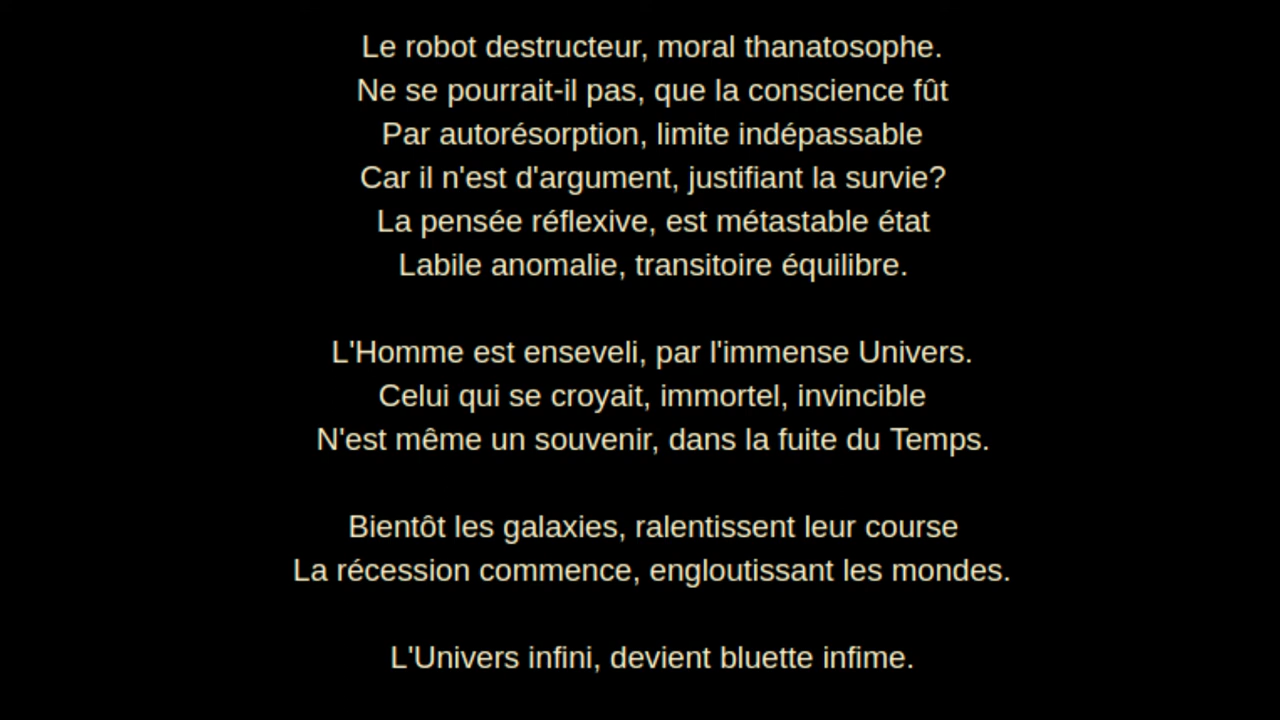 Le robot destructeur, moral thanatosophe.
Ne se pourrait-il pas, que la conscience fût
Par autorésorption, limite indépassable
Car il n'est d'argument, justifiant la survie?
La pensée réflexive, est métastable état
Labile anomalie, transitoire équilibre.
L'Homme est enseveli, par l'immense Univers.
Celui qui se croyait, immortel, invincible
N'est même un souvenir, dans la fuite du Temps.
Bientôt les galaxies, ralentissent leur course
La récession commence, engloutissant les mondes.
L'Univers infini, devient bluette infime.